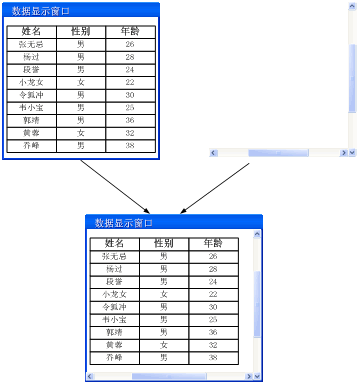 数据显示窗口
姓名 性别 年龄
张无忌 男 26
杨过 男 28
段誉 男 24
小龙女 女 22
令狐冲 男 30
韦小宝 男 25
郭靖 男 36
黄蓉 女 32
乔峰 男 38
数据显示窗口
姓名 性别 年龄
张无忌 男 26
杨过 男 28
段誉 男 24
小龙女 女 22
令狐冲 男 30
韦小宝 男 25
郭靖 男 36
黄蓉 女 32
乔峰 男 38